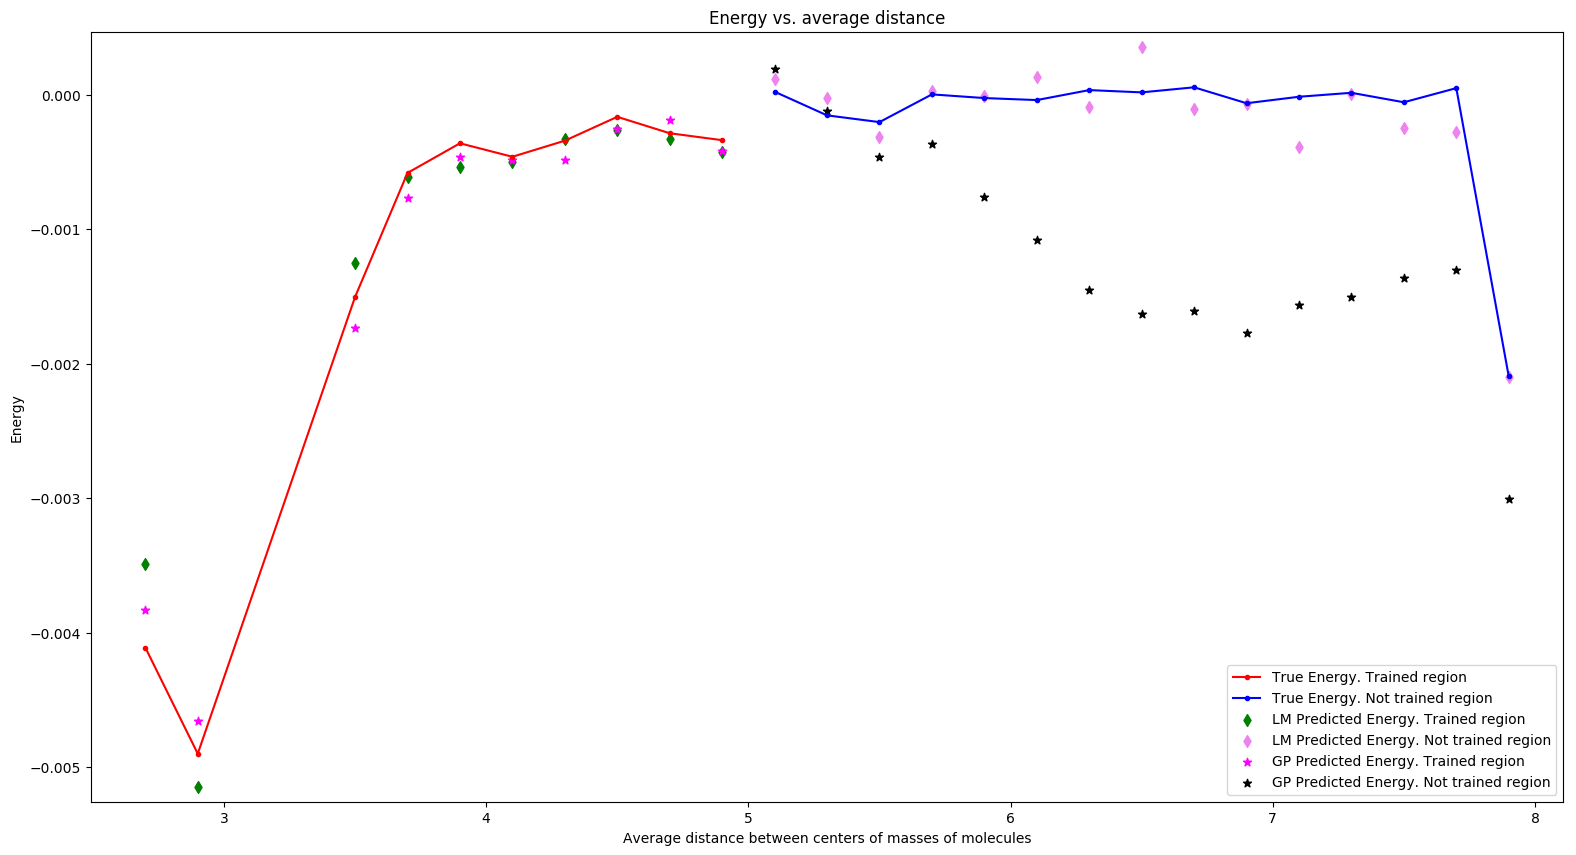 Energy vs. average distance
0.000
−0.001
−0.002
−0.003
−0.004
−0.005
Energy
3
4
5
6
7
8
Average distance between centers of masses of molecules
True Energy. Trained region
True Energy. Not trained region
LM Predicted Energy. Trained region
LM Predicted Energy. Not trained region
GP Predicted Energy. Trained region
GP Predicted Energy. Not trained region